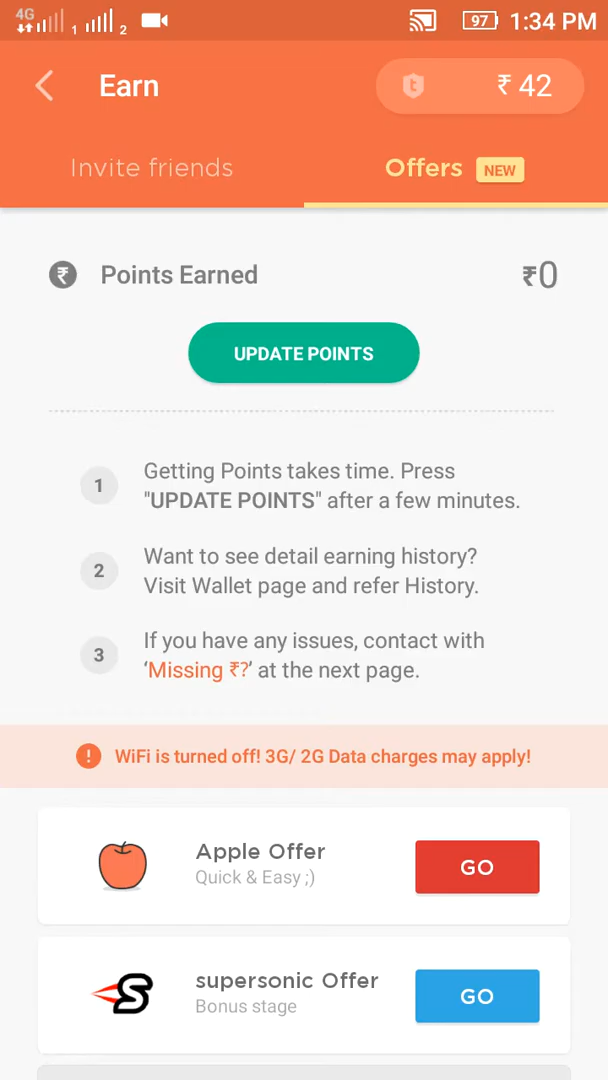 4G 1 2 97 1:34 PM
Earn ₹ 42
Invite friends Offers NEW
₹ Points Earned ₹0
UPDATE POINTS
1 Getting Points takes time. Press
"UPDATE POINTS" after a few minutes.
2 Want to see detail earning history?
Visit Wallet page and refer History.
3 If you have any issues, contact with
‘Missing ₹?’ at the next page.
! WiFi is turned off! 3G/ 2G Data charges may apply!
Apple Offer
Quick & Easy ;)
GO
supersonic Offer
Bonus stage
GO